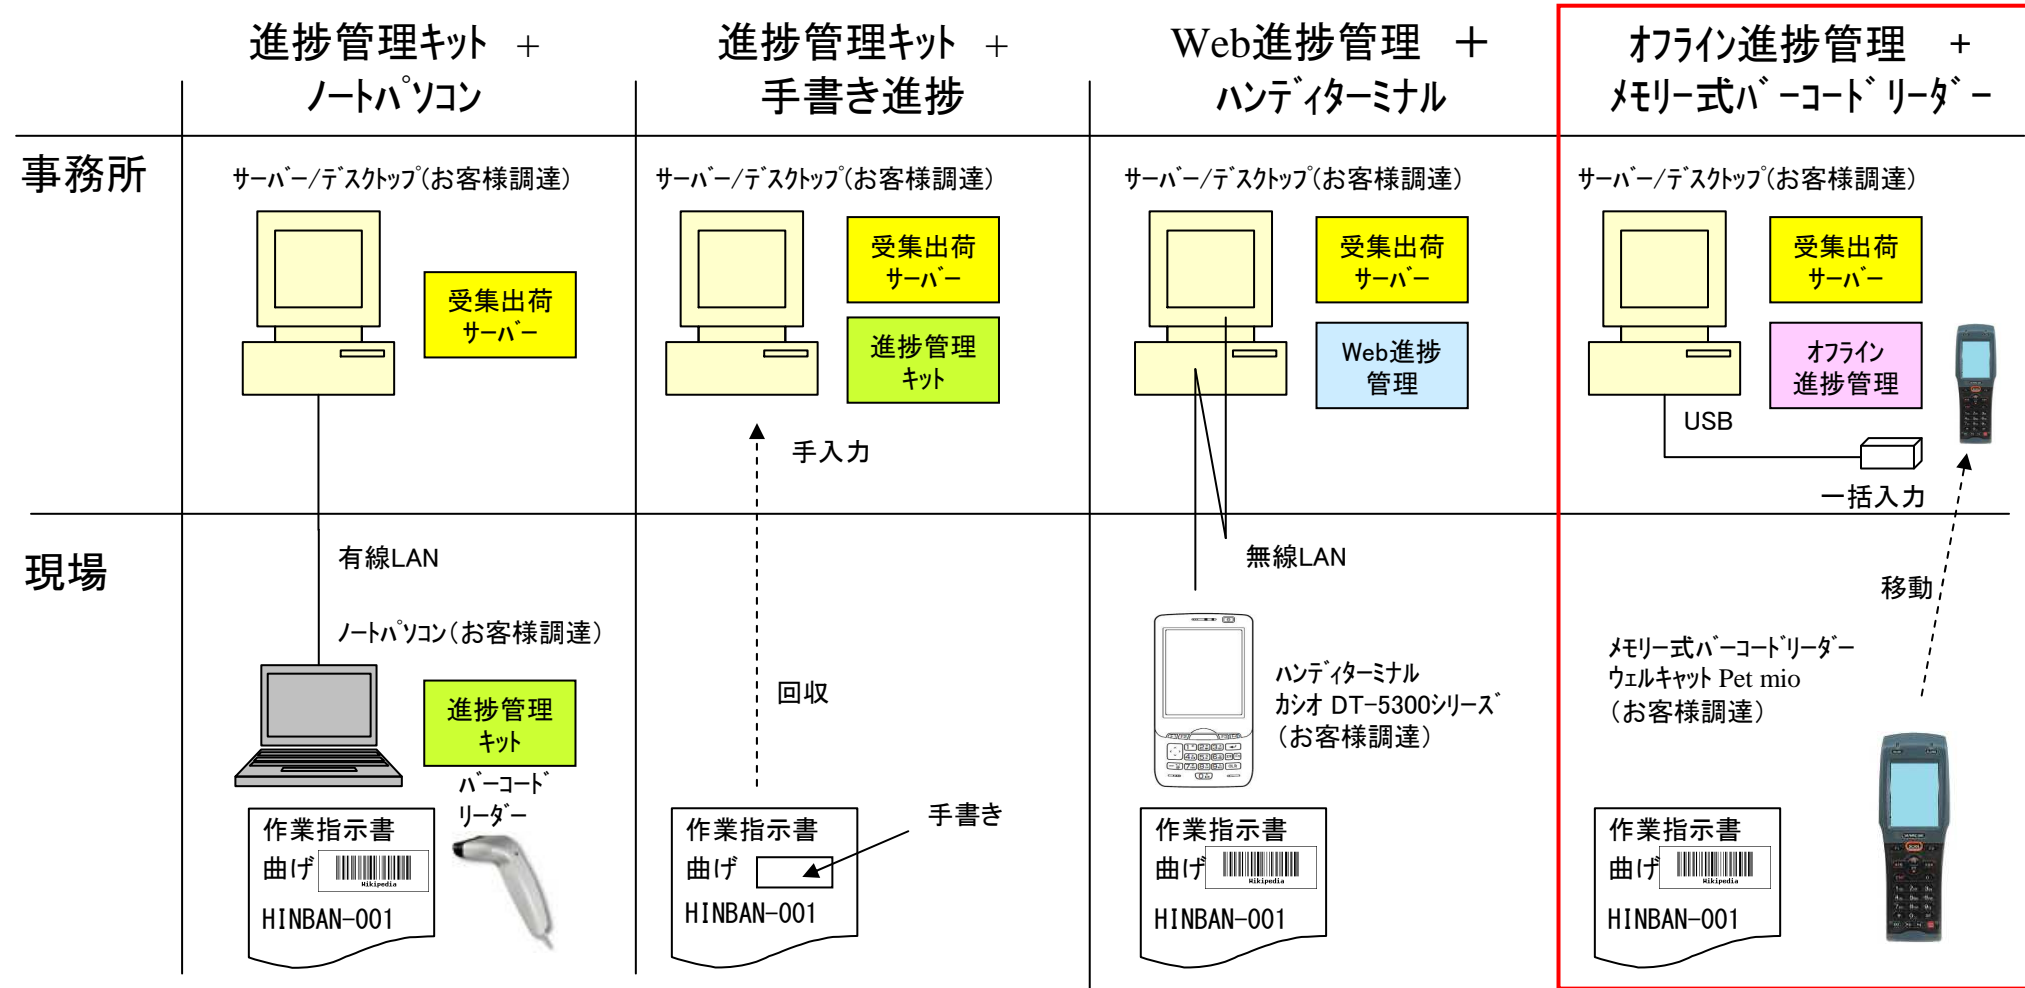 進捗管理キット +
ノートパソコン
進捗管理キット +
手書き進捗
Web進捗管理 +
ハンディターミナル
オフライン進捗管理 +
メモリー式バーコードリーダー
事務所
サーバー/デスクトップ(お客様調達)
受集出荷
サーバー
サーバー/デスクトップ(お客様調達)
受集出荷
サーバー
進捗管理
キット
手入力
サーバー/デスクトップ(お客様調達)
受集出荷
サーバー
Web進捗
管理
サーバー/デスクトップ(お客様調達)
受集出荷
サーバー
オフライン
進捗管理
USB
一括入力
現場
有線LAN
ノートパソコン(お客様調達)
進捗管理
キット
バーコード
リーダー
作業指示書
曲げ
Wikipedia
HINBAN-001
回収
手書き
作業指示書
曲げ
HINBAN-001
無線LAN
ハンディターミナル
カシオ DT-5300シリーズ
(お客様調達)
作業指示書
曲げ
Wikipedia
HINBAN-001
移動
メモリー式バーコードリーダー
ウェルキャット Pet mio
(お客様調達)
作業指示書
曲げ
Wikipedia
HINBAN-001